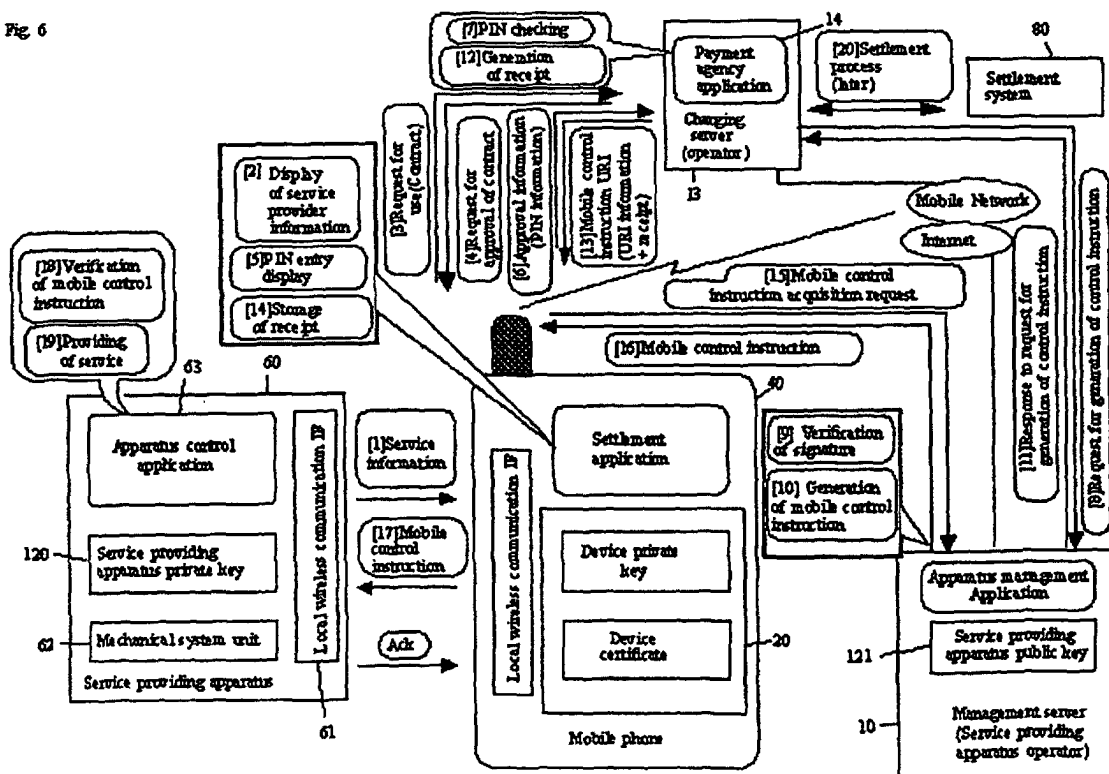 Fig. 6
[7]PIN checking
[12]Generation
of receipt
14
Payment
agency
application
Changing
server
(operator)
13
[20]Settlement
process
(later)
80
Settlement
system
[2] Display
of service
provider
information
[5]PIN entry
display
[14]Storage
of receipt
60
[3]Request for
use(Contract)
[4]Request for
approval of contract
[6]Approval information
(PIN information)
[13]Mobile control
instruction URI
(URI information
+ receipt)
Mobile Network
Internet
[18]Verification
of mobile control
instruction
[19]Providing
of service
63
[15]Mobile control
instruction acquisition request
[16]Mobile control instruction
[11]Response to request for
generation of control instruction
[8]Request for generation of control instruction
40
Apparatus control
application
Local wireless communication IF
[1]Service
information
Settlement
application
Local wireless communication IF
[9] Verification
of signature
[10] Generation
of mobile control
instruction
120
Service providing
apparatus private key
[17]Mobile
control
instruction
Device private
key
62
Mechanical system unit
Ack
Device
certificate
20
Service providing apparatus
61
Mobile phone
Apparatus management
Application
121
Service providing
apparatus public key
10
Management server
(Service providing
apparatus operator)